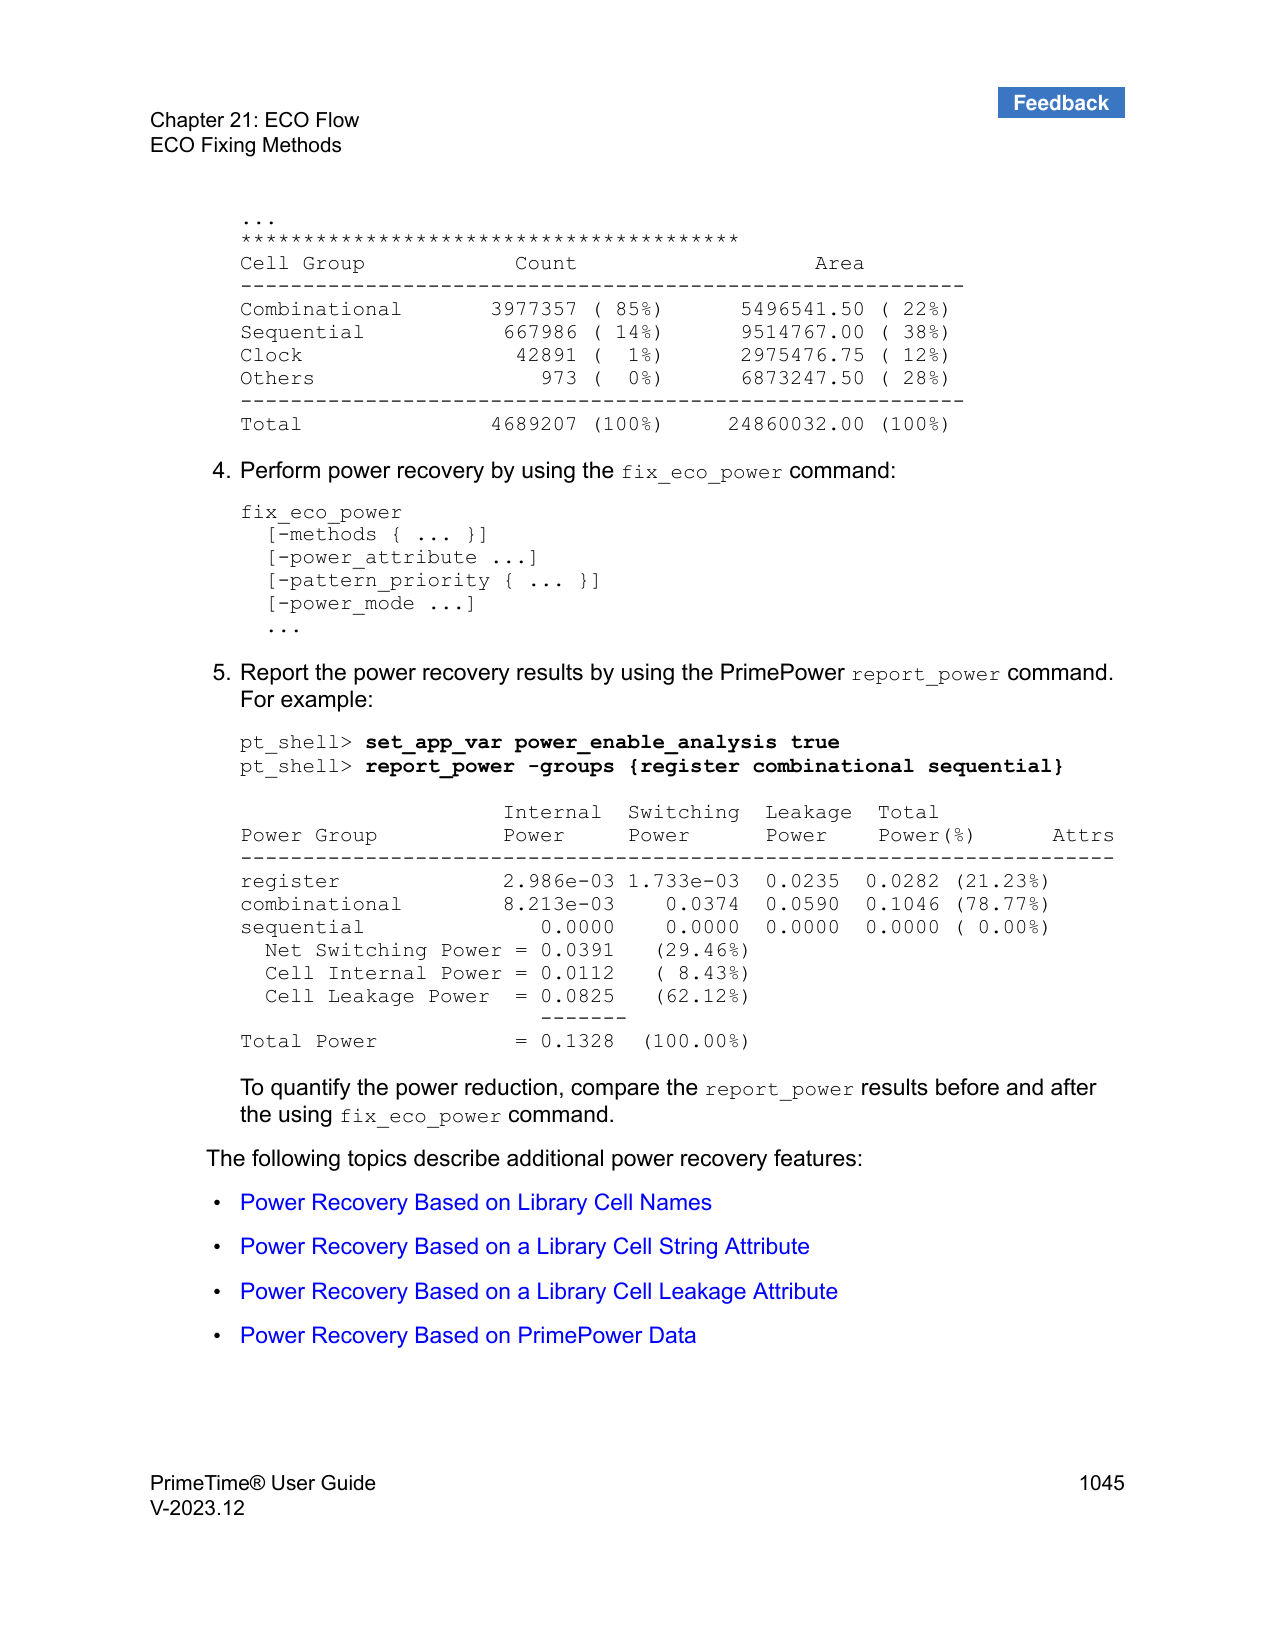 Feedback
Chapter 21: ECO Flow
ECO Fixing Methods
...
****************************************
Cell Group            Count                   Area
----------------------------------------------------------
Combinational       3977357 ( 85%)      5496541.50 ( 22%)
Sequential           667986 ( 14%)      9514767.00 ( 38%)
Clock                 42891 (  1%)      2975476.75 ( 12%)
Others                  973 (  0%)      6873247.50 ( 28%)
----------------------------------------------------------
Total               4689207 (100%)     24860032.00 (100%)
4. Perform power recovery by using the fix_eco_power command:
fix_eco_power
  [-methods { ... }]
  [-power_attribute ...]
  [-pattern_priority { ... }]
  [-power_mode ...]
  ...
5. Report the power recovery results by using the PrimePower report_power command.
For example:
pt_shell> set_app_var power_enable_analysis true
pt_shell> report_power -groups {register combinational sequential}
                     Internal  Switching  Leakage  Total
Power Group          Power     Power      Power    Power(%)      Attrs
----------------------------------------------------------------------
register             2.986e-03 1.733e-03  0.0235  0.0282 (21.23%)
combinational        8.213e-03    0.0374  0.0590  0.1046 (78.77%)
sequential              0.0000    0.0000  0.0000  0.0000 ( 0.00%)
  Net Switching Power = 0.0391   (29.46%)
  Cell Internal Power = 0.0112   ( 8.43%)
  Cell Leakage Power  = 0.0825   (62.12%)
                        -------
Total Power           = 0.1328  (100.00%)
To quantify the power reduction, compare the report_power results before and after
the using fix_eco_power command.
The following topics describe additional power recovery features:
• Power Recovery Based on Library Cell Names
• Power Recovery Based on a Library Cell String Attribute
• Power Recovery Based on a Library Cell Leakage Attribute
• Power Recovery Based on PrimePower Data
PrimeTime® User Guide 1045
V-2023.12